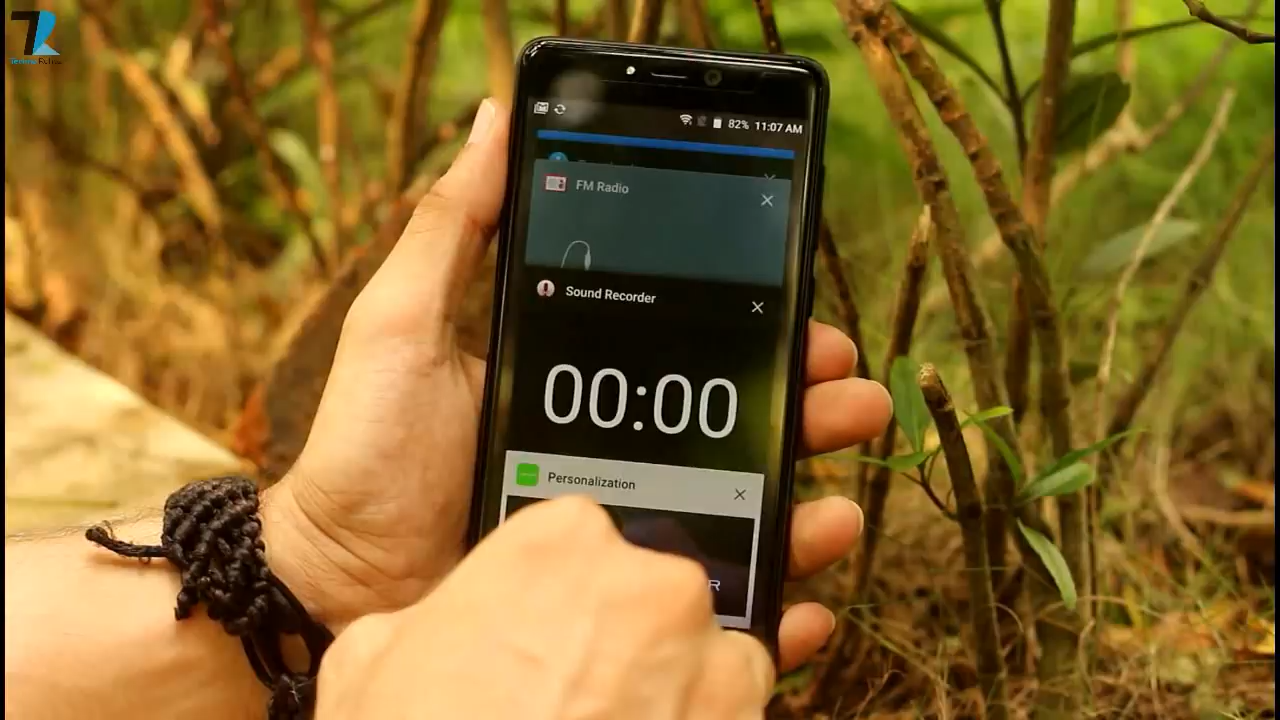 82% 11:07 AM
FM Radio
Sound Recorder
00:00
Personalization